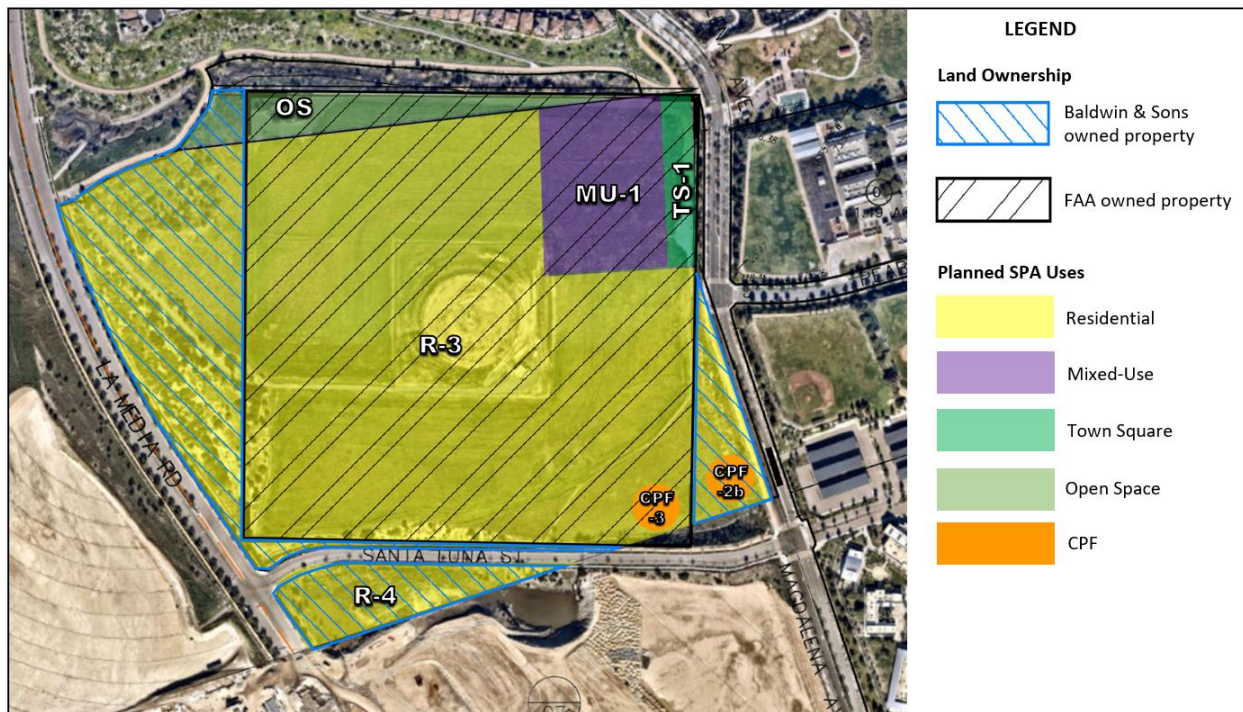 LEGEND
Land Ownership
Baldwin & Sons
owned property
FAA owned property
Planned SPA Uses
Residential
Mixed-Use
Town Square
Open Space
CPF
OS
MU-1
TS-1
R-3
CPF
-3
CPF
-2b
R-4
LA MEDIA RD
SANTA LUNA ST
MAGDALENA